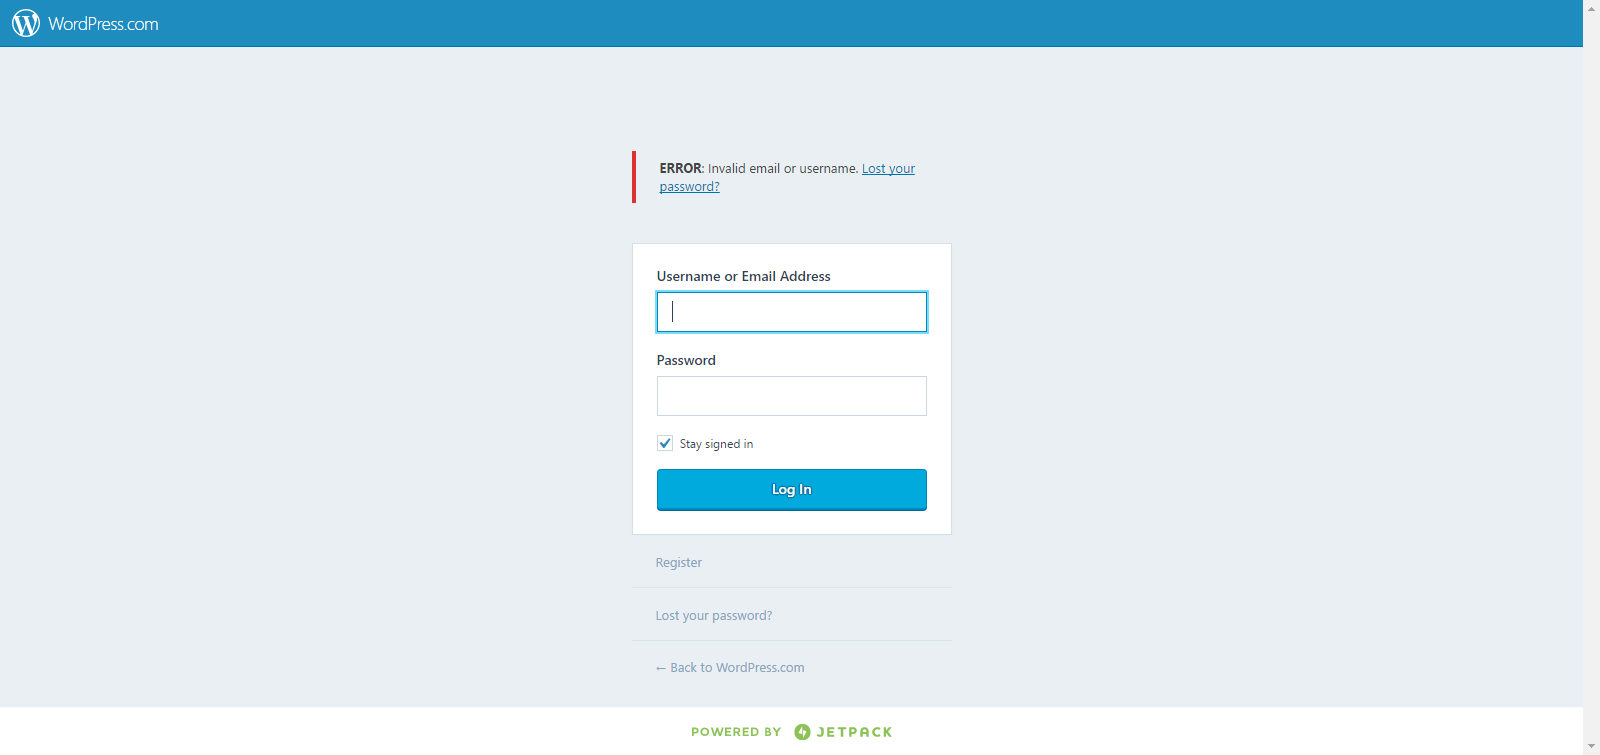 WordPress.com
ERROR: Invalid email or username. Lost your
password?
Username or Email Address
Password
Stay signed in
Log In
Register
Lost your password?
← Back to WordPress.com
POWERED BY JETPACK